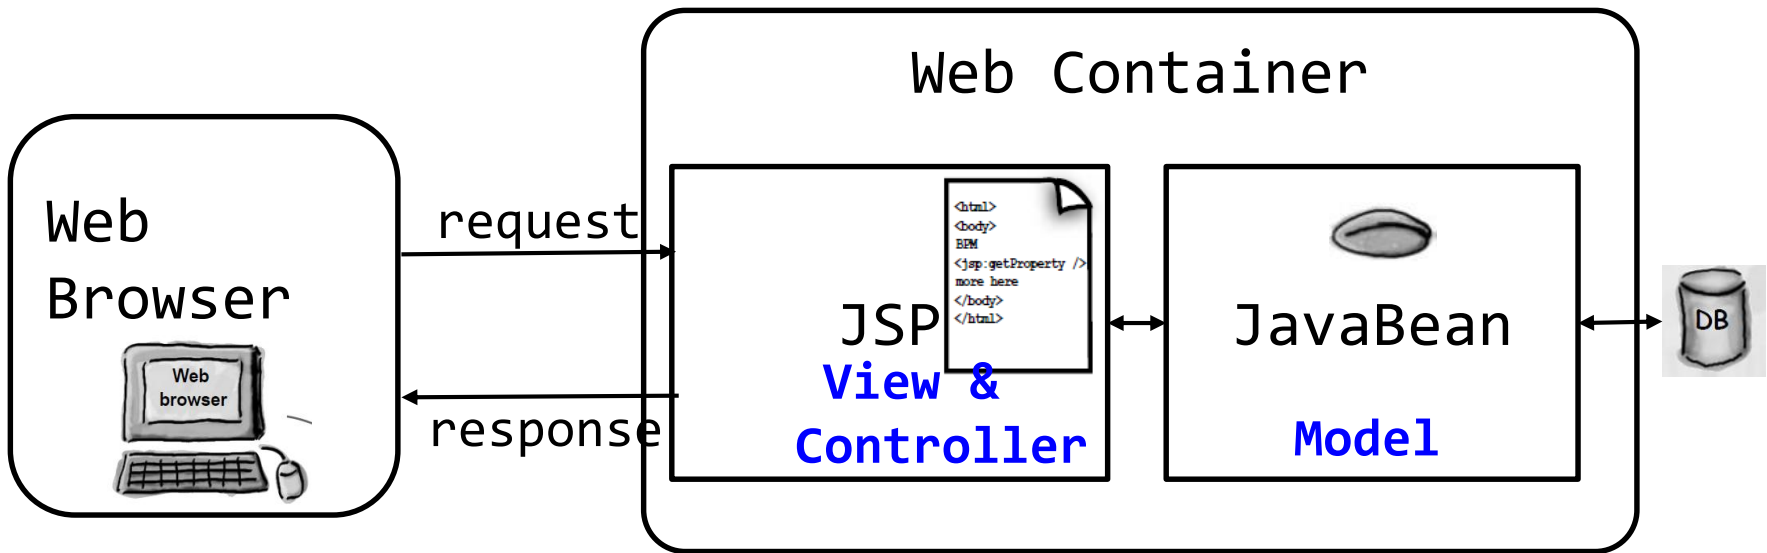 Web Container
Web
Browser
Web
browser
request
response
JSP
<html>
<body>
BPM
<jsp:getProperty />
more here
</body>
</html>
View &
Controller
JavaBean
Model
DB